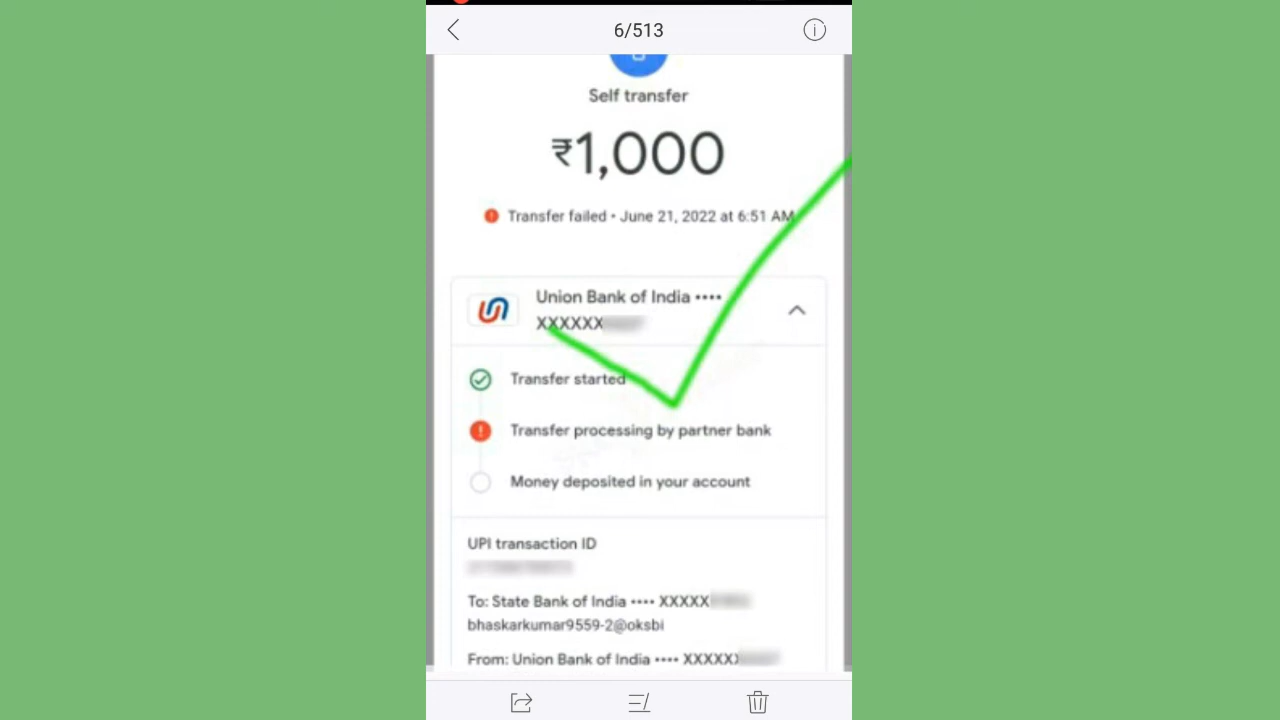 6/513
Self transfer
₹1,000
Transfer failed • June 21, 2022 at 6:51 AM
Union Bank of India ••••
XXXXXX
Transfer started
Transfer processing by partner bank
Money deposited in your account
UPI transaction ID
To: State Bank of India •••• XXXXX
bhaskarkumar9559-2@oksbi
From: Union Bank of India •••• XXXXXX